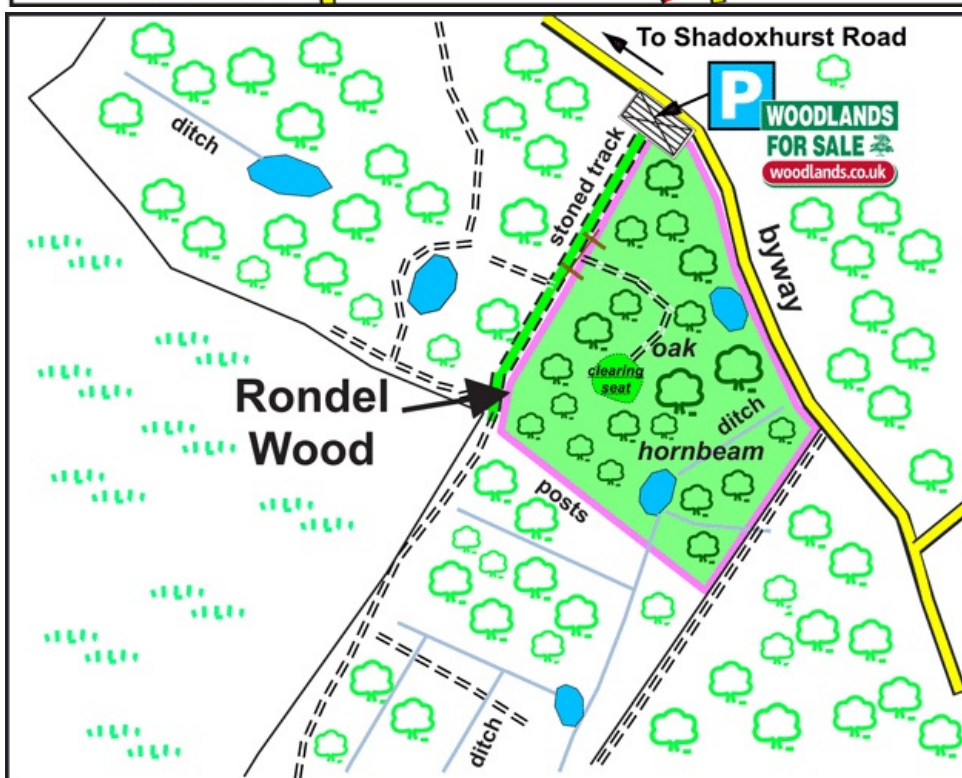 To Shadoxhurst Road
P
WOODLANDS
FOR SALE
woodlands.co.uk
ditch
stoned track
byway
oak
clearing
seat
Rondel
Wood
ditch
hornbeam
posts
ditch